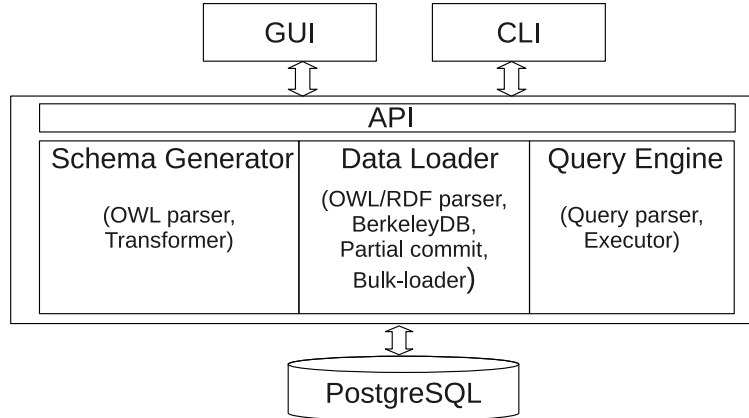 GUI
CLI
API
Schema Generator
(OWL parser,
Transformer)
Data Loader
(OWL/RDF parser,
BerkeleyDB,
Partial commit,
Bulk-loader)
Query Engine
(Query parser,
Executor)
PostgreSQL